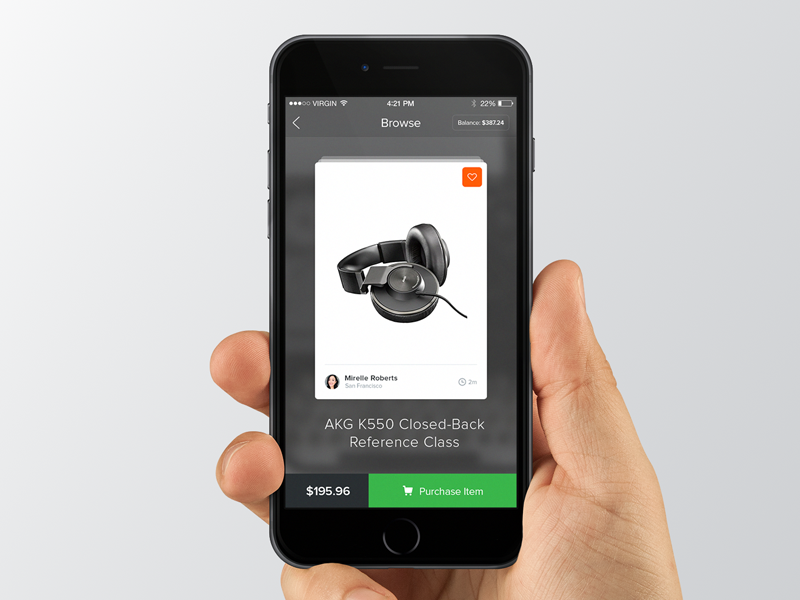 VIRGIN 4:21 PM 22%
Browse Balance: $387.24
Mirelle Roberts
San Francisco 2m
AKG K550 Closed-Back
Reference Class
$195.96 Purchase Item